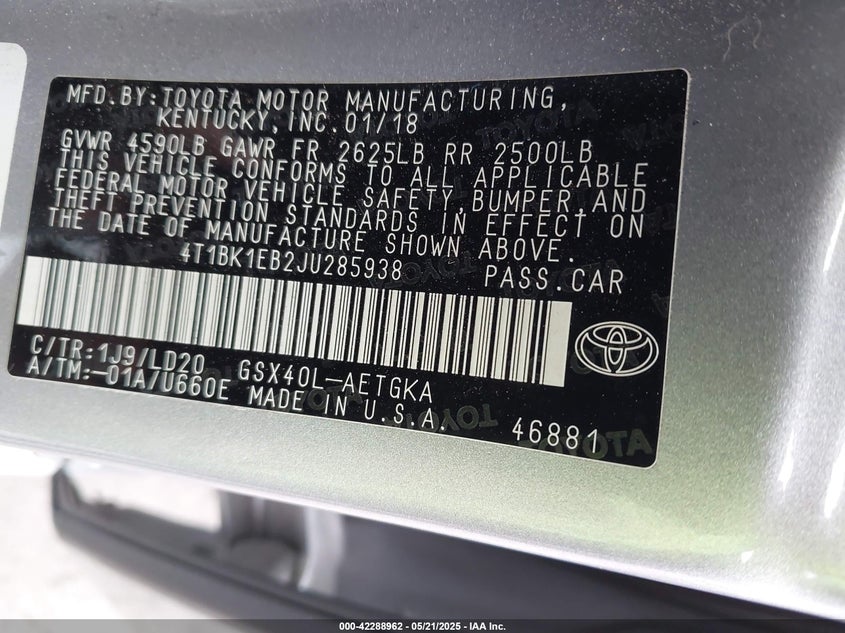 MFD.BY:TOYOTA MOTOR MANUFACTURING,
KENTUCKY,INC.01/18
GVWR 4590LB GAWR FR 2625LB RR 2500LB
THIS VEHICLE CONFORMS TO ALL APPLICABLE
FEDERAL MOTOR VEHICLE SAFETY,BUMPER,AND
THEFT PREVENTION STANDARDS IN EFFECT ON
THE DATE OF MANUFACTURE SHOWN ABOVE.
4T1BK1EB2JU285938 PASS.CAR
C/TR:1J9/LD20 GSX40L-AETGKA
A/TM:-01A/U660E MADE IN U.S.A.
46881
TOYOTA
TOYOTA
000-42288962 - 05/21/2025 - IAA Inc.